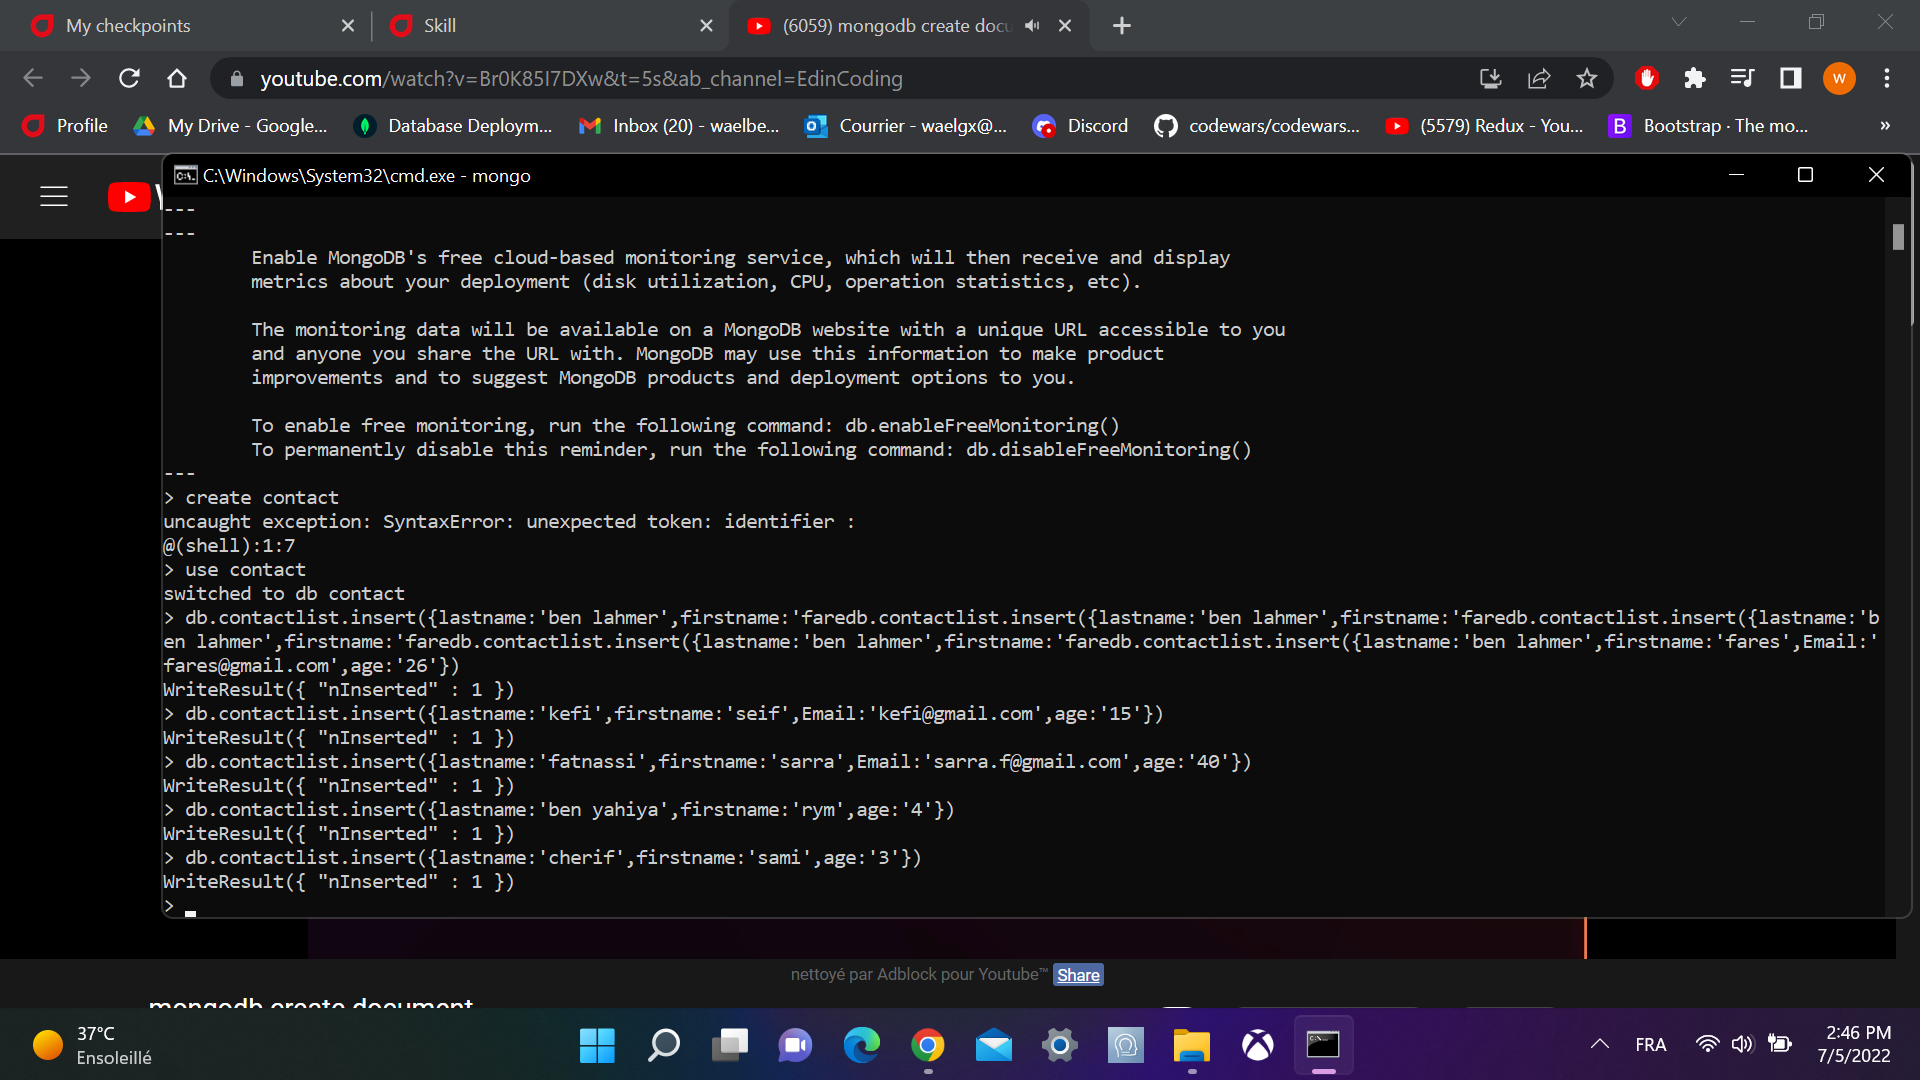 My checkpoints
Skill
(6059) mongodb create docu
youtube.com/watch?v=Br0K85I7DXw&t=5s&ab_channel=EdinCoding
W
Profile
My Drive - Google...
Database Deploym...
Inbox (20) - waelbe...
Courrier - waelgx@...
Discord
codewars/codewars...
(5579) Redux - You...
B
Bootstrap · The mo...
»
C:\Windows\System32\cmd.exe - mongo
---
---
Enable MongoDB's free cloud-based monitoring service, which will then receive and display
metrics about your deployment (disk utilization, CPU, operation statistics, etc).
The monitoring data will be available on a MongoDB website with a unique URL accessible to you
and anyone you share the URL with. MongoDB may use this information to make product
improvements and to suggest MongoDB products and deployment options to you.
To enable free monitoring, run the following command: db.enableFreeMonitoring()
To permanently disable this reminder, run the following command: db.disableFreeMonitoring()
---
> create contact
uncaught exception: SyntaxError: unexpected token: identifier :
@(shell):1:7
> use contact
switched to db contact
> db.contactlist.insert({lastname:'ben lahmer',firstname:'faredb.contactlist.insert({lastname:'ben lahmer',firstname:'faredb.contactlist.insert({lastname:'b
en lahmer',firstname:'faredb.contactlist.insert({lastname:'ben lahmer',firstname:'faredb.contactlist.insert({lastname:'ben lahmer',firstname:'fares',Email:'
fares@gmail.com',age:'26'})
WriteResult({ "nInserted" : 1 })
> db.contactlist.insert({lastname:'kefi',firstname:'seif',Email:'kefi@gmail.com',age:'15'})
WriteResult({ "nInserted" : 1 })
> db.contactlist.insert({lastname:'fatnassi',firstname:'sarra',Email:'sarra.f@gmail.com',age:'40'})
WriteResult({ "nInserted" : 1 })
> db.contactlist.insert({lastname:'ben yahiya',firstname:'rym',age:'4'})
WriteResult({ "nInserted" : 1 })
> db.contactlist.insert({lastname:'cherif',firstname:'sami',age:'3'})
WriteResult({ "nInserted" : 1 })
>
nettoyé par Adblock pour Youtube™ Share
mongodb create document
37°C
Ensoleillé
FRA
2:46 PM
7/5/2022